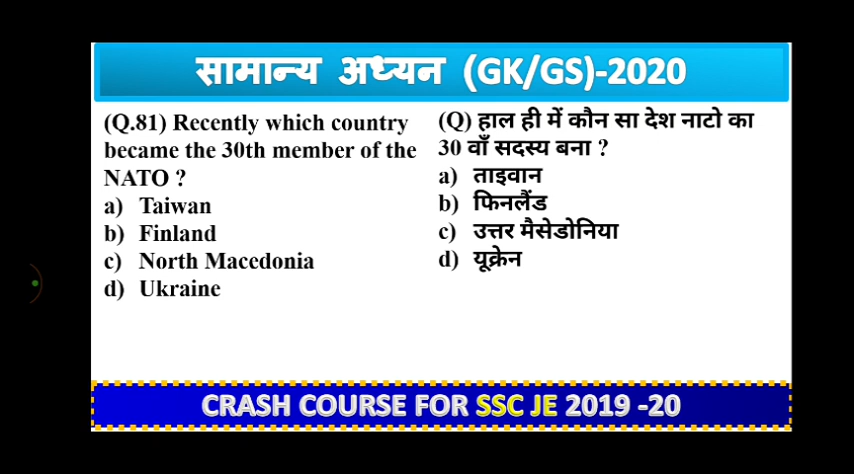 सामान्य अध्यन (GK/GS)-2020
(Q.81) Recently which country
became the 30th member of the
NATO ?
a) Taiwan
b) Finland
c) North Macedonia
d) Ukraine
(Q) हाल ही में कौन सा देश नाटो का
30 वाँ सदस्य बना ?
a) ताइवान
b) फिनलैंड
c) उत्तर मैसेडोनिया
d) यूक्रेन
CRASH COURSE FOR SSC JE 2019 -20